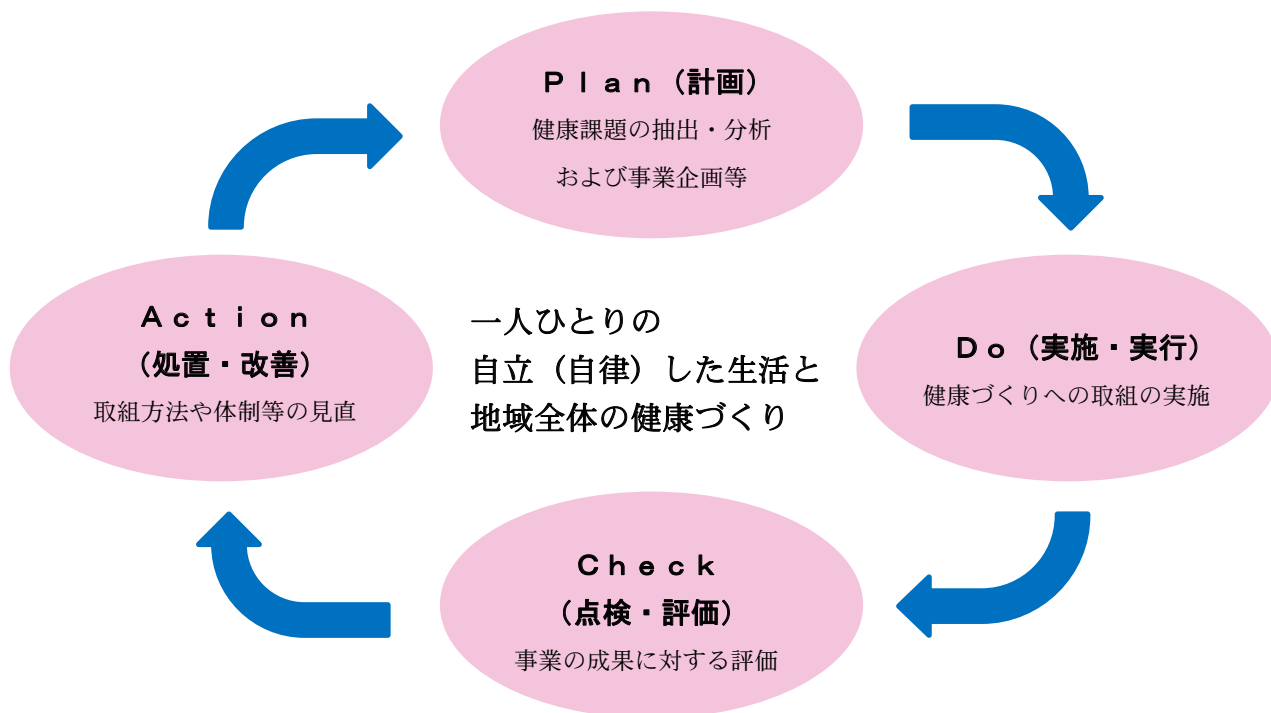 Ｐｌａｎ（計画）
健康課題の抽出・分析
および事業企画等
Ａｃｔｉｏｎ
（処置・改善）
取組方法や体制等の見直
一人ひとりの
自立（自律）した生活と
地域全体の健康づくり
Ｄｏ（実施・実行）
健康づくりへの取組の実施
Ｃｈｅｃｋ
（点検・評価）
事業の成果に対する評価